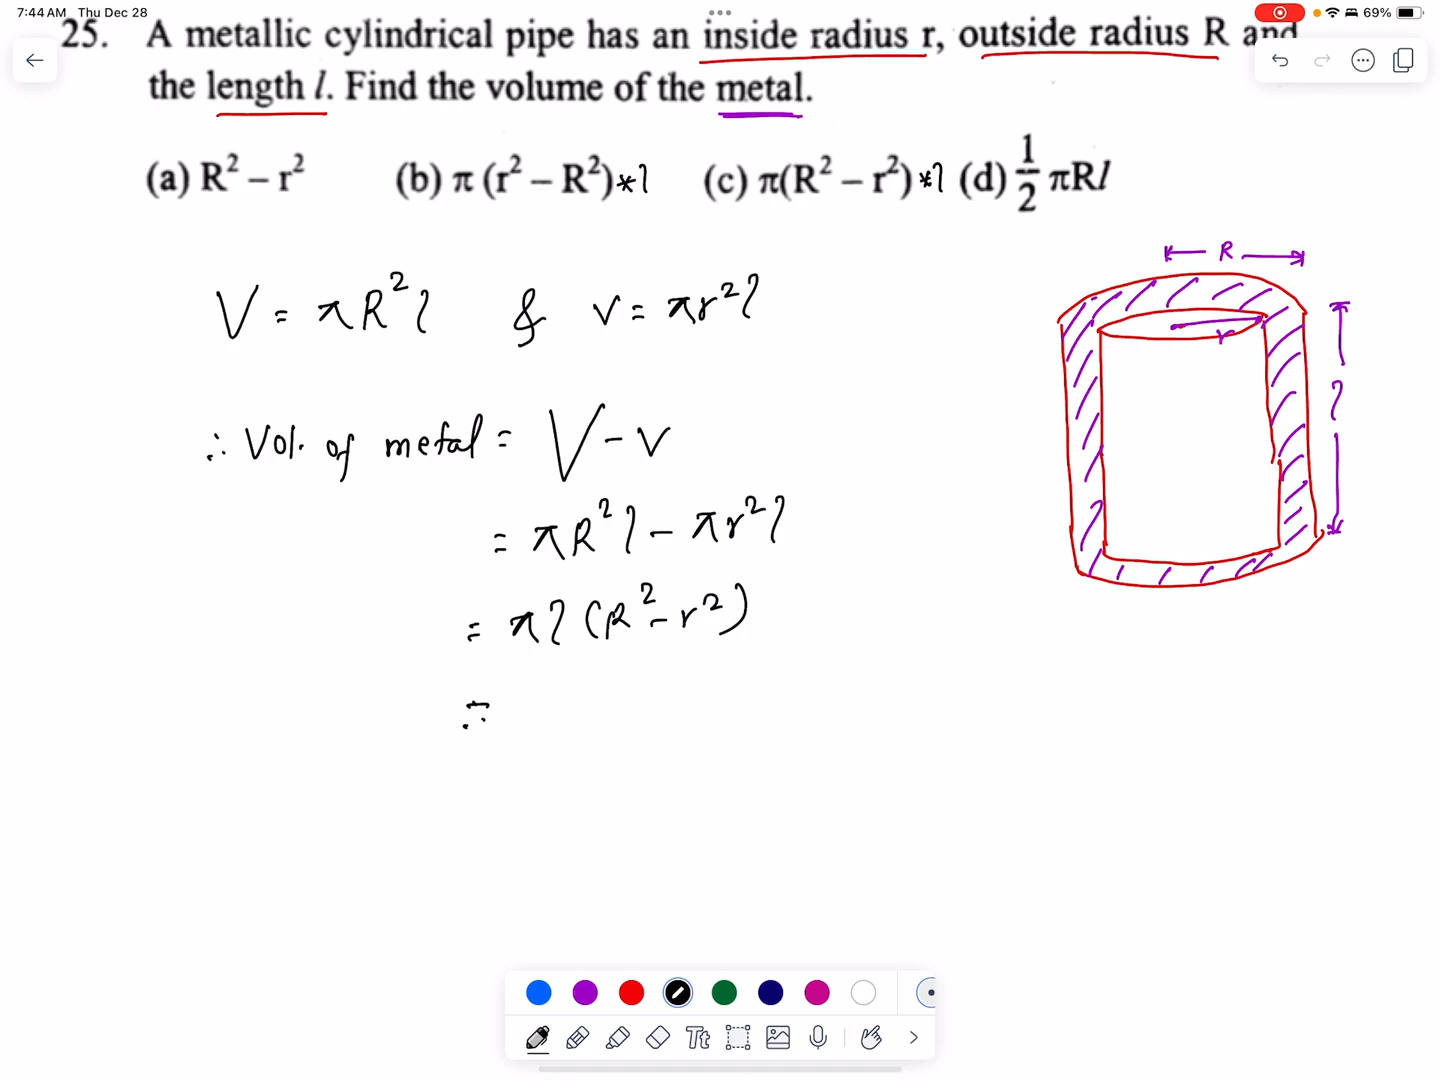 7:44 AM Thu Dec 28
69%
25. A metallic cylindrical pipe has an inside radius r, outside radius R and
the length l. Find the volume of the metal.
(a) R² – r² (b) π (r² – R²)*l (c) π(R² – r²)*l (d) 1/2 πRl
R
V = πR²l & v = πr²l
r
l
∴ Vol. of metal = V – v
= πR²l – πr²l
= πl (R² – r²)
∴
Tt